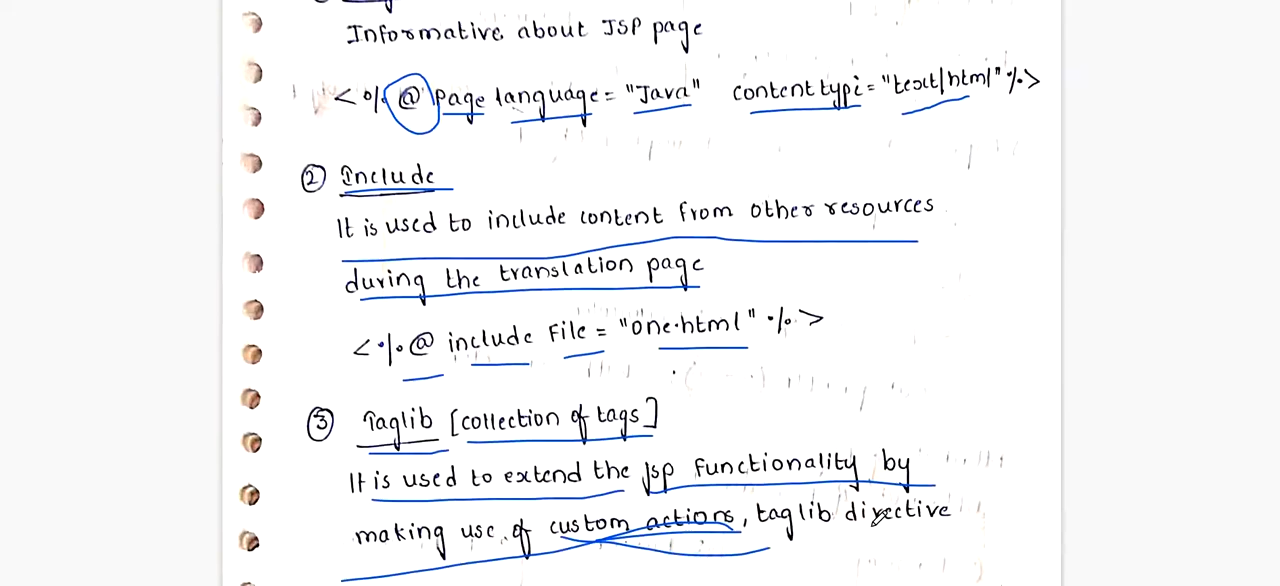 Informative about JSP page
<%@ page language = "Java" content type = "text/html" %>
② Include
It is used to include content from other resources
during the translation page
<%@ include File = "one.html" %>
③ Taglib [collection of tags]
It is used to extend the Jsp functionality by
making use of custom actions, taglib directive